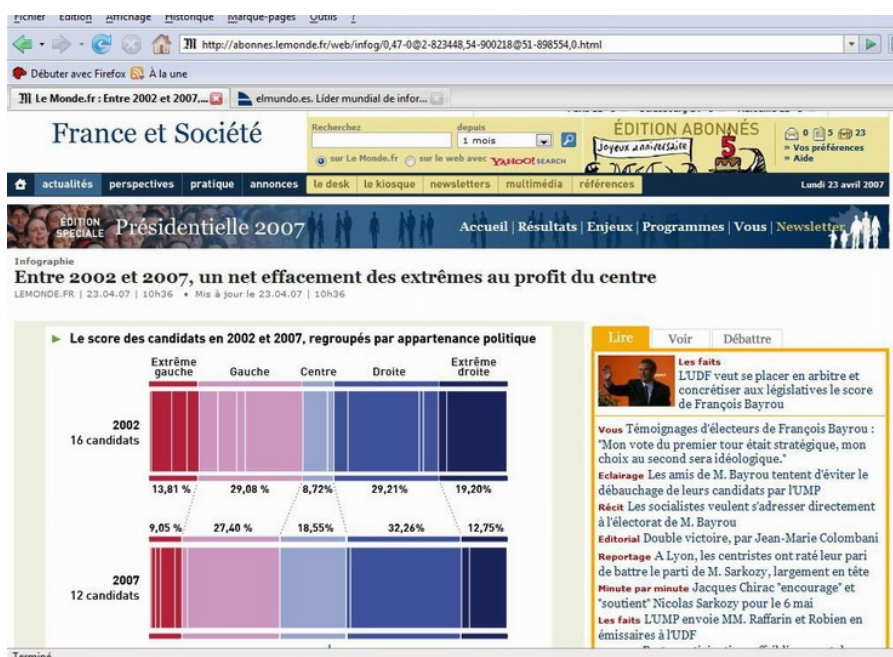 Fichier Edition Affichage Historique Marque-pages Outils ?
http://abonnes.lemonde.fr/web/infog/0,47-0@2-823448,54-900218@51-898554,0.html
Débuter avec Firefox À la une
Le Monde.fr : Entre 2002 et 2007,... elmundo.es. Líder mundial de infor...
France et Société
Recherchez depuis
1 mois
sur Le Monde.fr sur le web avec YAHOO! SEARCH
ÉDITION ABONNÉS
Joyeux anniversaire 5
0 5 23
» Vos préférences
» Aide
actualités perspectives pratique annonces le desk le kiosque newsletters multimédia références Lundi 23 avril 2007
ÉDITION SPÉCIALE Présidentielle 2007 Accueil | Résultats | Enjeux | Programmes | Vous | Newsletter
Infographie
Entre 2002 et 2007, un net effacement des extrêmes au profit du centre
LEMONDE.FR | 23.04.07 | 10h36 • Mis à jour le 23.04.07 | 10h36
Le score des candidats en 2002 et 2007, regroupés par appartenance politique
Extrême gauche Gauche Centre Droite Extrême droite
2002
16 candidats
13,81 % 29,08 % 8,72% 29,21% 19,20%
9,05 % 27,40 % 18,55% 32,26% 12,75%
2007
12 candidats
Lire Voir Débattre
Les faits
L'UDF veut se placer en arbitre et
concrétiser aux législatives le score
de François Bayrou
Vous Témoignages d'électeurs de François Bayrou :
"Mon vote du premier tour était stratégique, mon
choix au second sera idéologique."
Eclairage Les amis de M. Bayrou tentent d'éviter le
débauchage de leurs candidats par l'UMP
Récit Les socialistes veulent s'adresser directement
à l'électorat de M. Bayrou
Editorial Double victoire, par Jean-Marie Colombani
Reportage A Lyon, les centristes ont raté leur pari
de battre le parti de M. Sarkozy, largement en tête
Minute par minute Jacques Chirac "encourage" et
"soutient" Nicolas Sarkozy pour le 6 mai
Les faits L'UMP envoie MM. Raffarin et Robien en
émissaires à l'UDF
Terminé